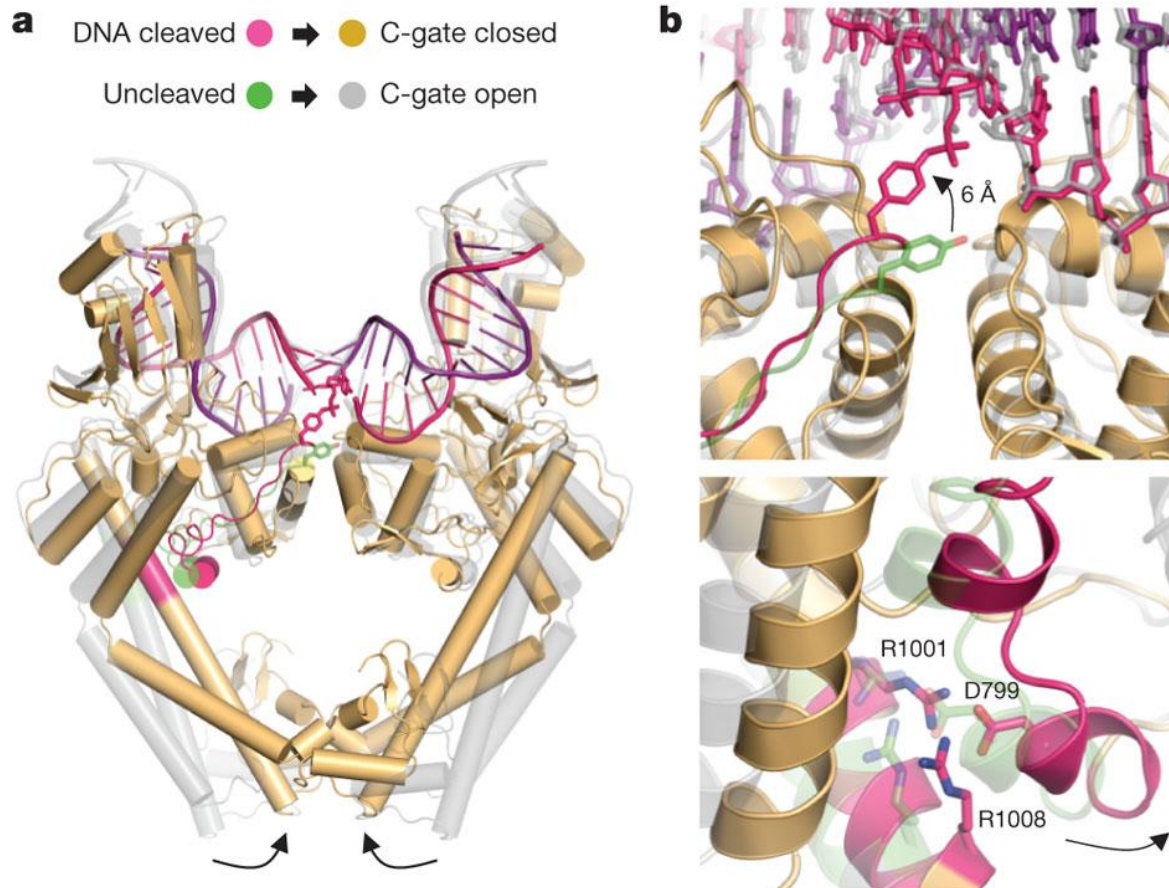 a
DNA cleaved C-gate closed
Uncleaved C-gate open
b
6 Å
R1001
D799
R1008